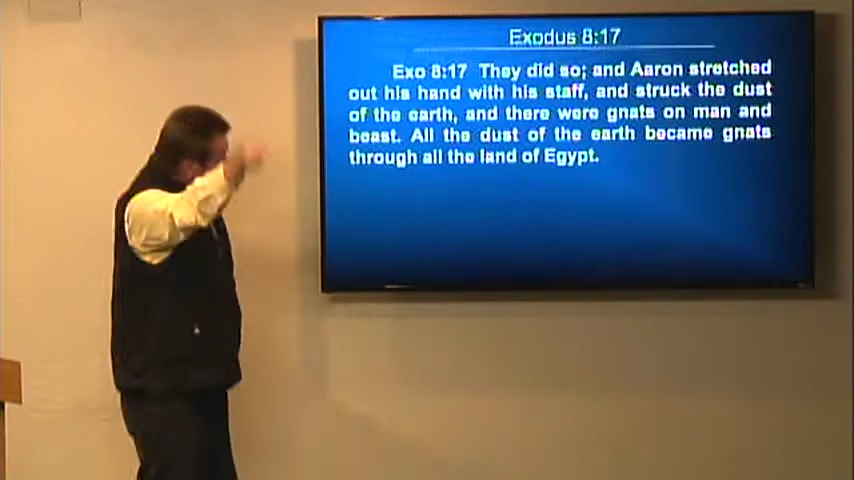 Exodus 8:17
Exo 8:17 They did so; and Aaron stretched
out his hand with his staff, and struck the dust
of the earth, and there were gnats on man and
beast. All the dust of the earth became gnats
through all the land of Egypt.